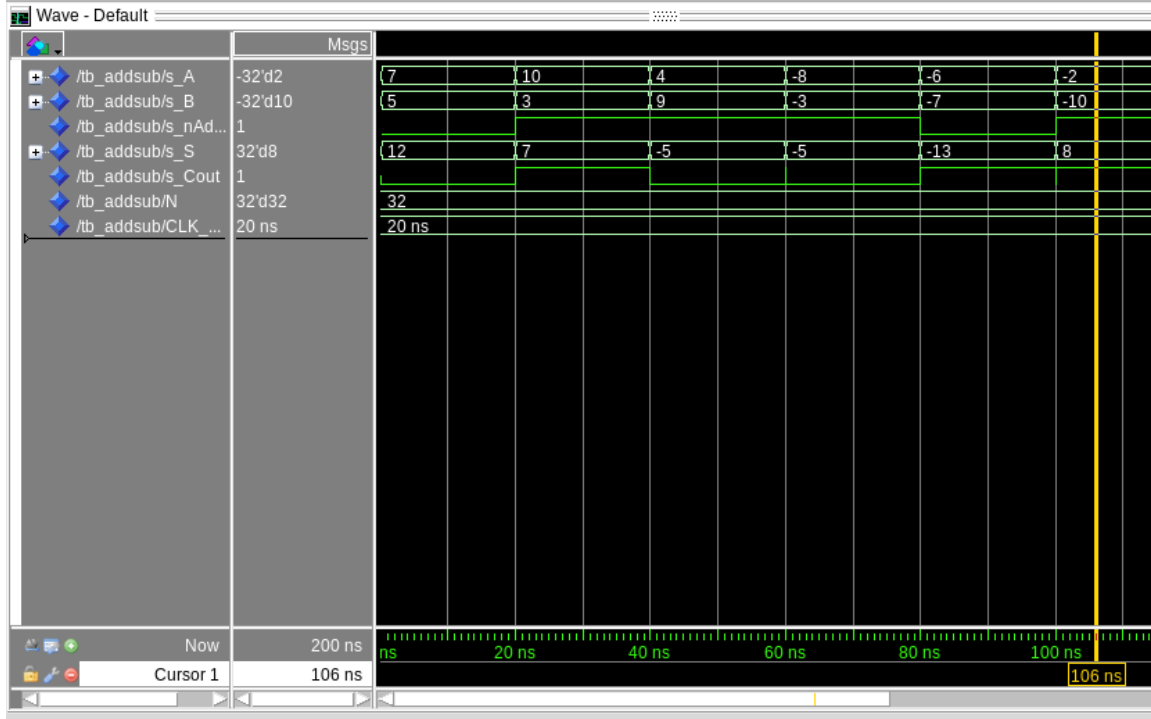 Wave - Default
Msgs
/tb_addsub/s_A -32'd2 7 10 4 -8 -6 -2
/tb_addsub/s_B -32'd10 5 3 9 -3 -7 -10
/tb_addsub/s_nAd... 1
/tb_addsub/s_S 32'd8 12 7 -5 -5 -13 8
/tb_addsub/s_Cout 1
/tb_addsub/N 32'd32 32
/tb_addsub/CLK_... 20 ns 20 ns
Now 200 ns ns 20 ns 40 ns 60 ns 80 ns 100 ns
Cursor 1 106 ns 106 ns